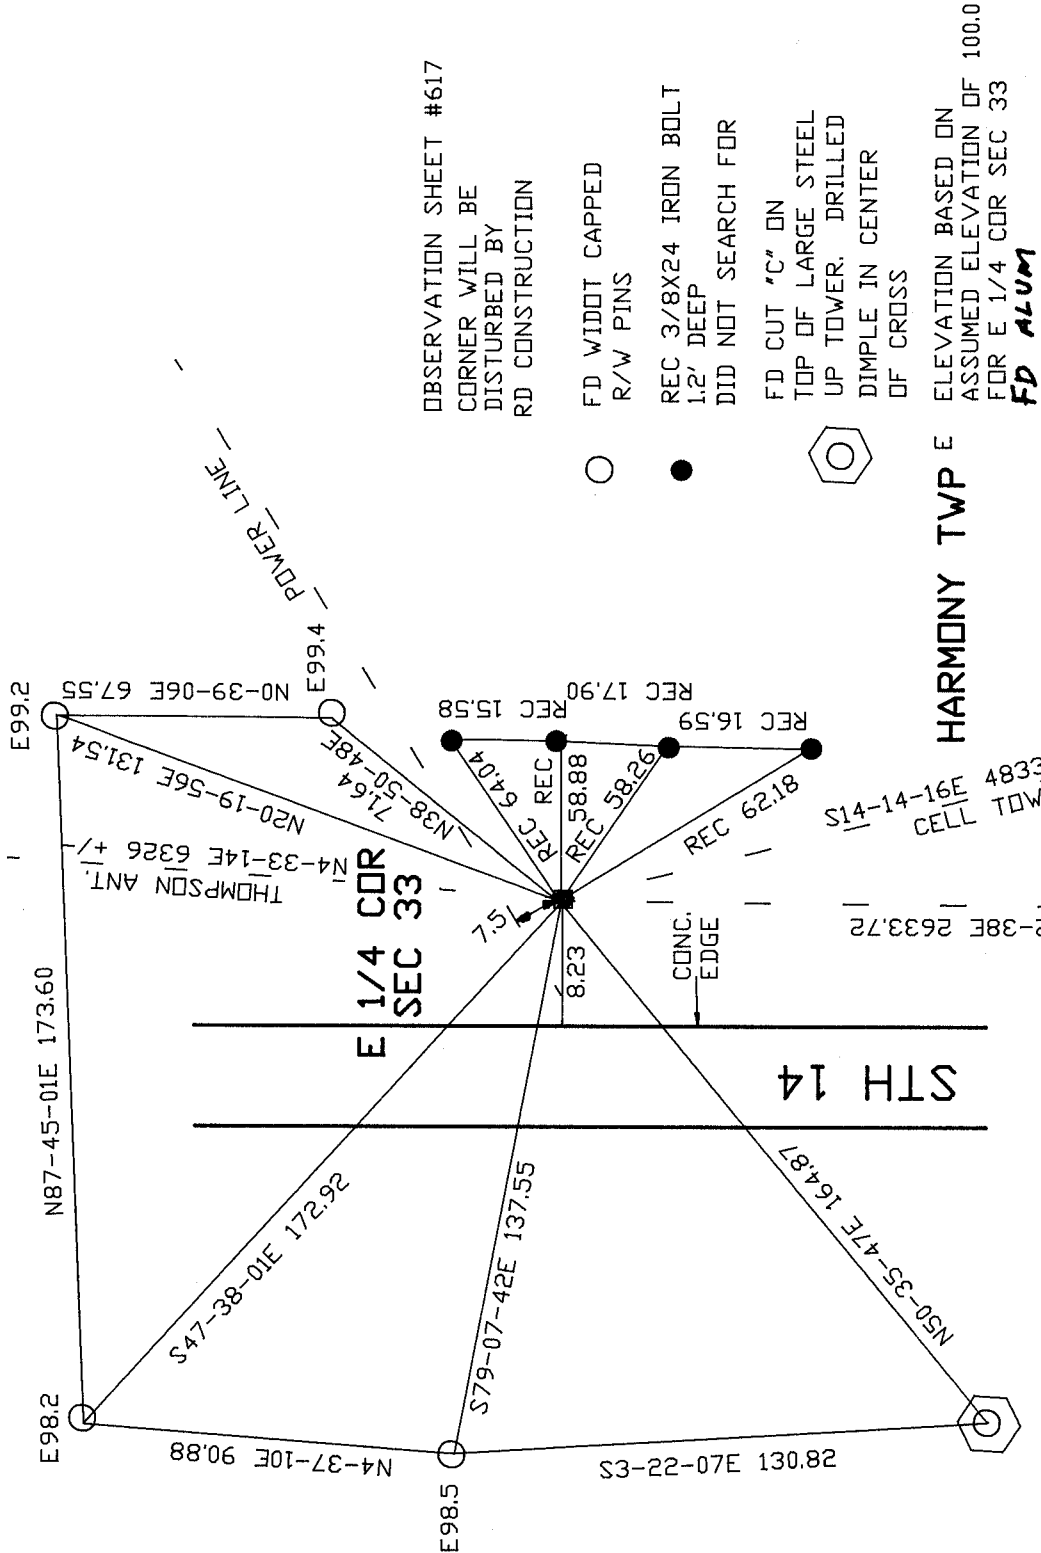 OBSERVATION SHEET #617
CORNER WILL BE
DISTURBED BY
RD CONSTRUCTION
FD WIDOT CAPPED
R/W PINS
REC 3/8X24 IRON BOLT
1.2' DEEP
DID NOT SEARCH FOR
FD CUT "C" ON
TOP OF LARGE STEEL
UP TOWER. DRILLED
DIMPLE IN CENTER
OF CROSS
E ELEVATION BASED ON
ASSUMED ELEVATION OF 100.0
FOR E 1/4 COR SEC 33
FD ALUM
HARMONY TWP
E99.2
N0-39-06E 67.55
E99.4
POWER LINE
N20-19-56E 131.54
71.64
N38-50-48E
THOMPSON ANT.
N4-33-14E 6326 +/-
E 1/4 COR
SEC 33
N87-45-01E 173.60
E98.2
S47-38-01E 172.92
N4-37-10E 90.88
E98.5
S79-07-42E 137.55
S3-22-07E 130.82
N50-35-47E 164.87
STH 14
CONC.
EDGE
8.23
7.5
REC 64.04
REC 58.88
REC 58.26
REC 62.18
REC 15.58
REC 17.90
REC 16.59
S14-14-16E 4833
CELL TOW
2-38E 2633.72